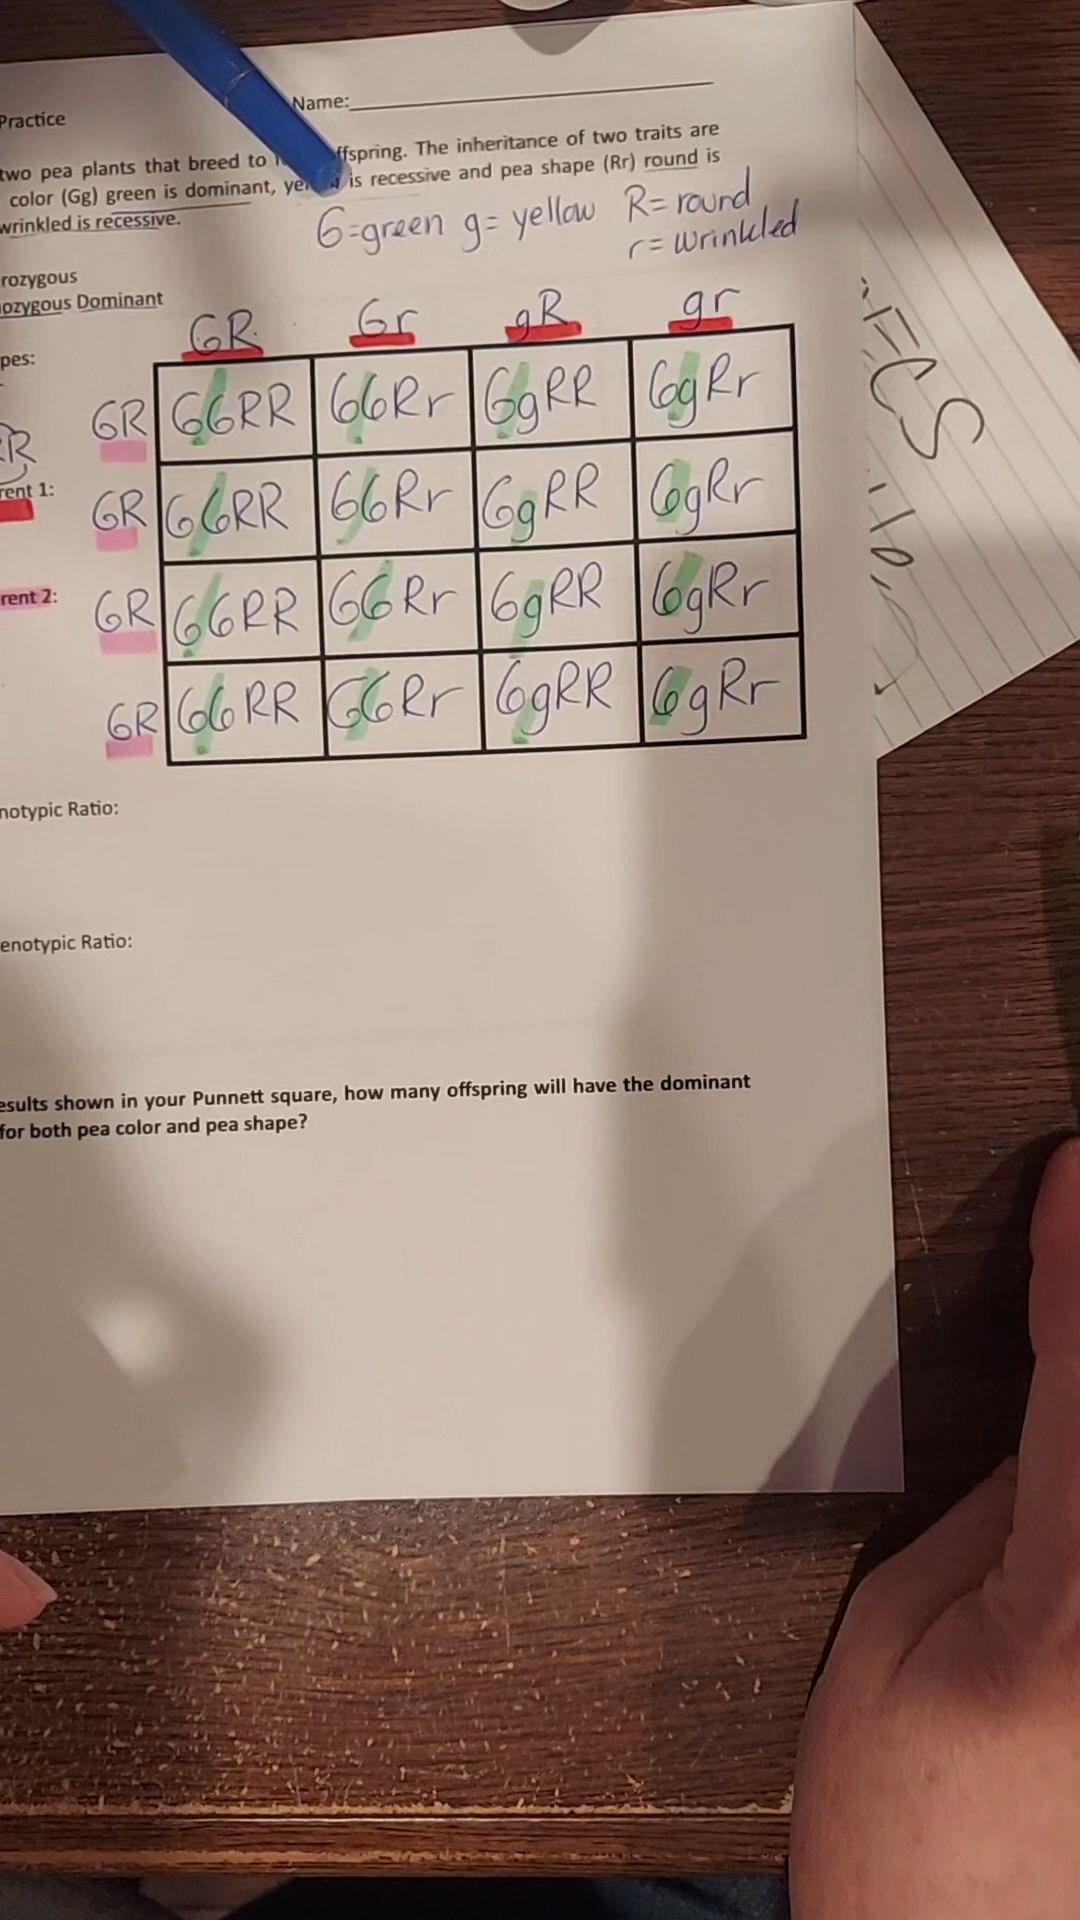 Practice
Name:
two pea plants that breed to offspring. The inheritance of two traits are
color (Gg) green is dominant, is recessive and pea shape (Rr) round is
wrinkled is recessive.
G=green g= yellow R= round
r= wrinkled
rozygous
ozygous Dominant
pes:
GR Gr gR gr
GR GGRR GGRr GgRR GgRr
R
rent 1:
GR GGRR GGRr GgRR GgRr
rent 2:
GR GGRR GGRr GgRR GgRr
GR GGRR GGRr GgRR GgRr
notypic Ratio:
enotypic Ratio:
esults shown in your Punnett square, how many offspring will have the dominant
for both pea color and pea shape?